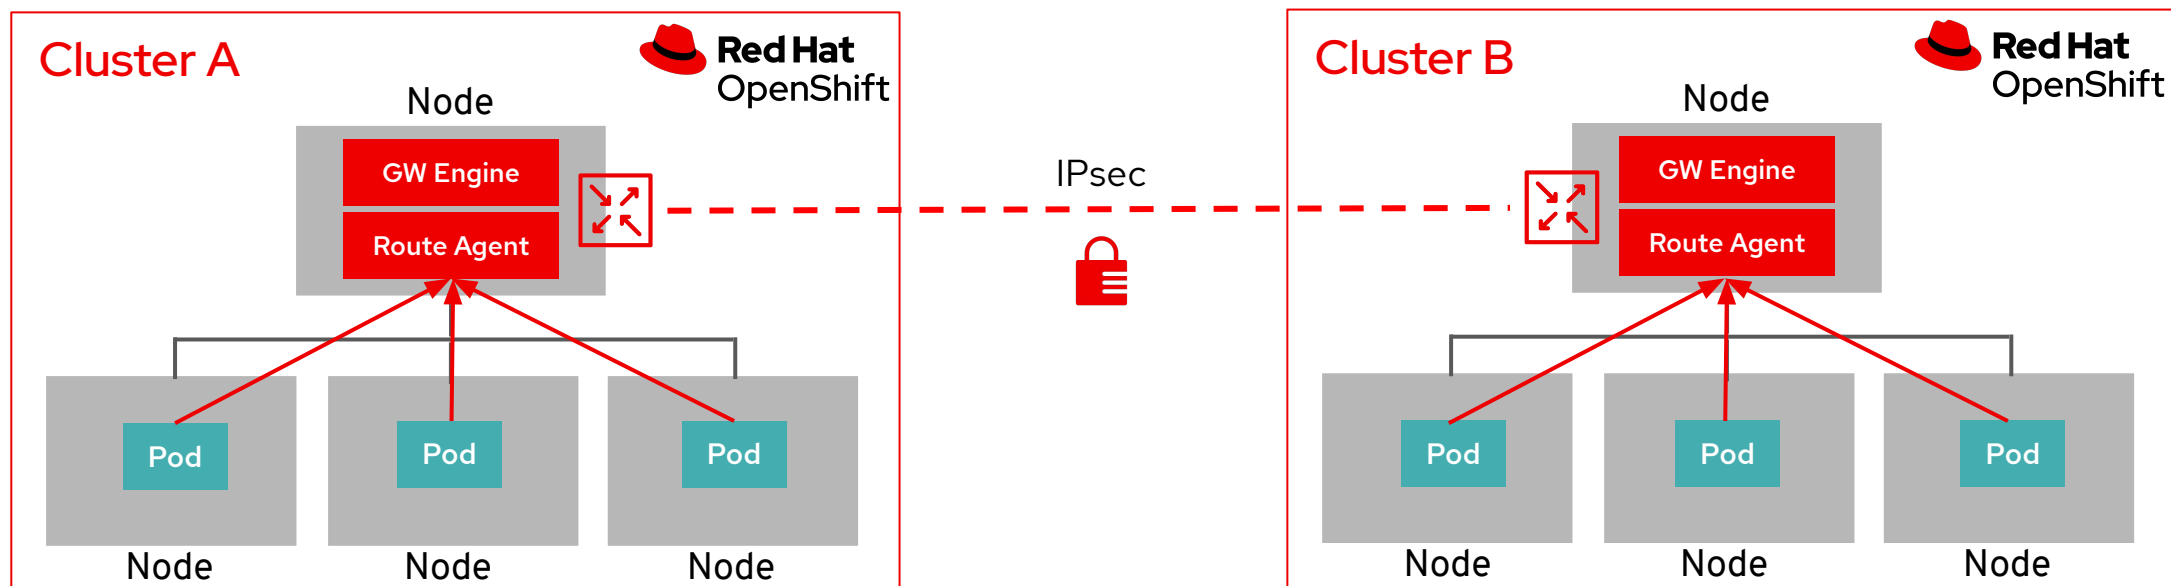 Cluster A
Red Hat
OpenShift
Node
GW Engine
Route Agent
Pod
Pod
Pod
Node
Node
Node
IPsec
Cluster B
Red Hat
OpenShift
Node
GW Engine
Route Agent
Pod
Pod
Pod
Node
Node
Node